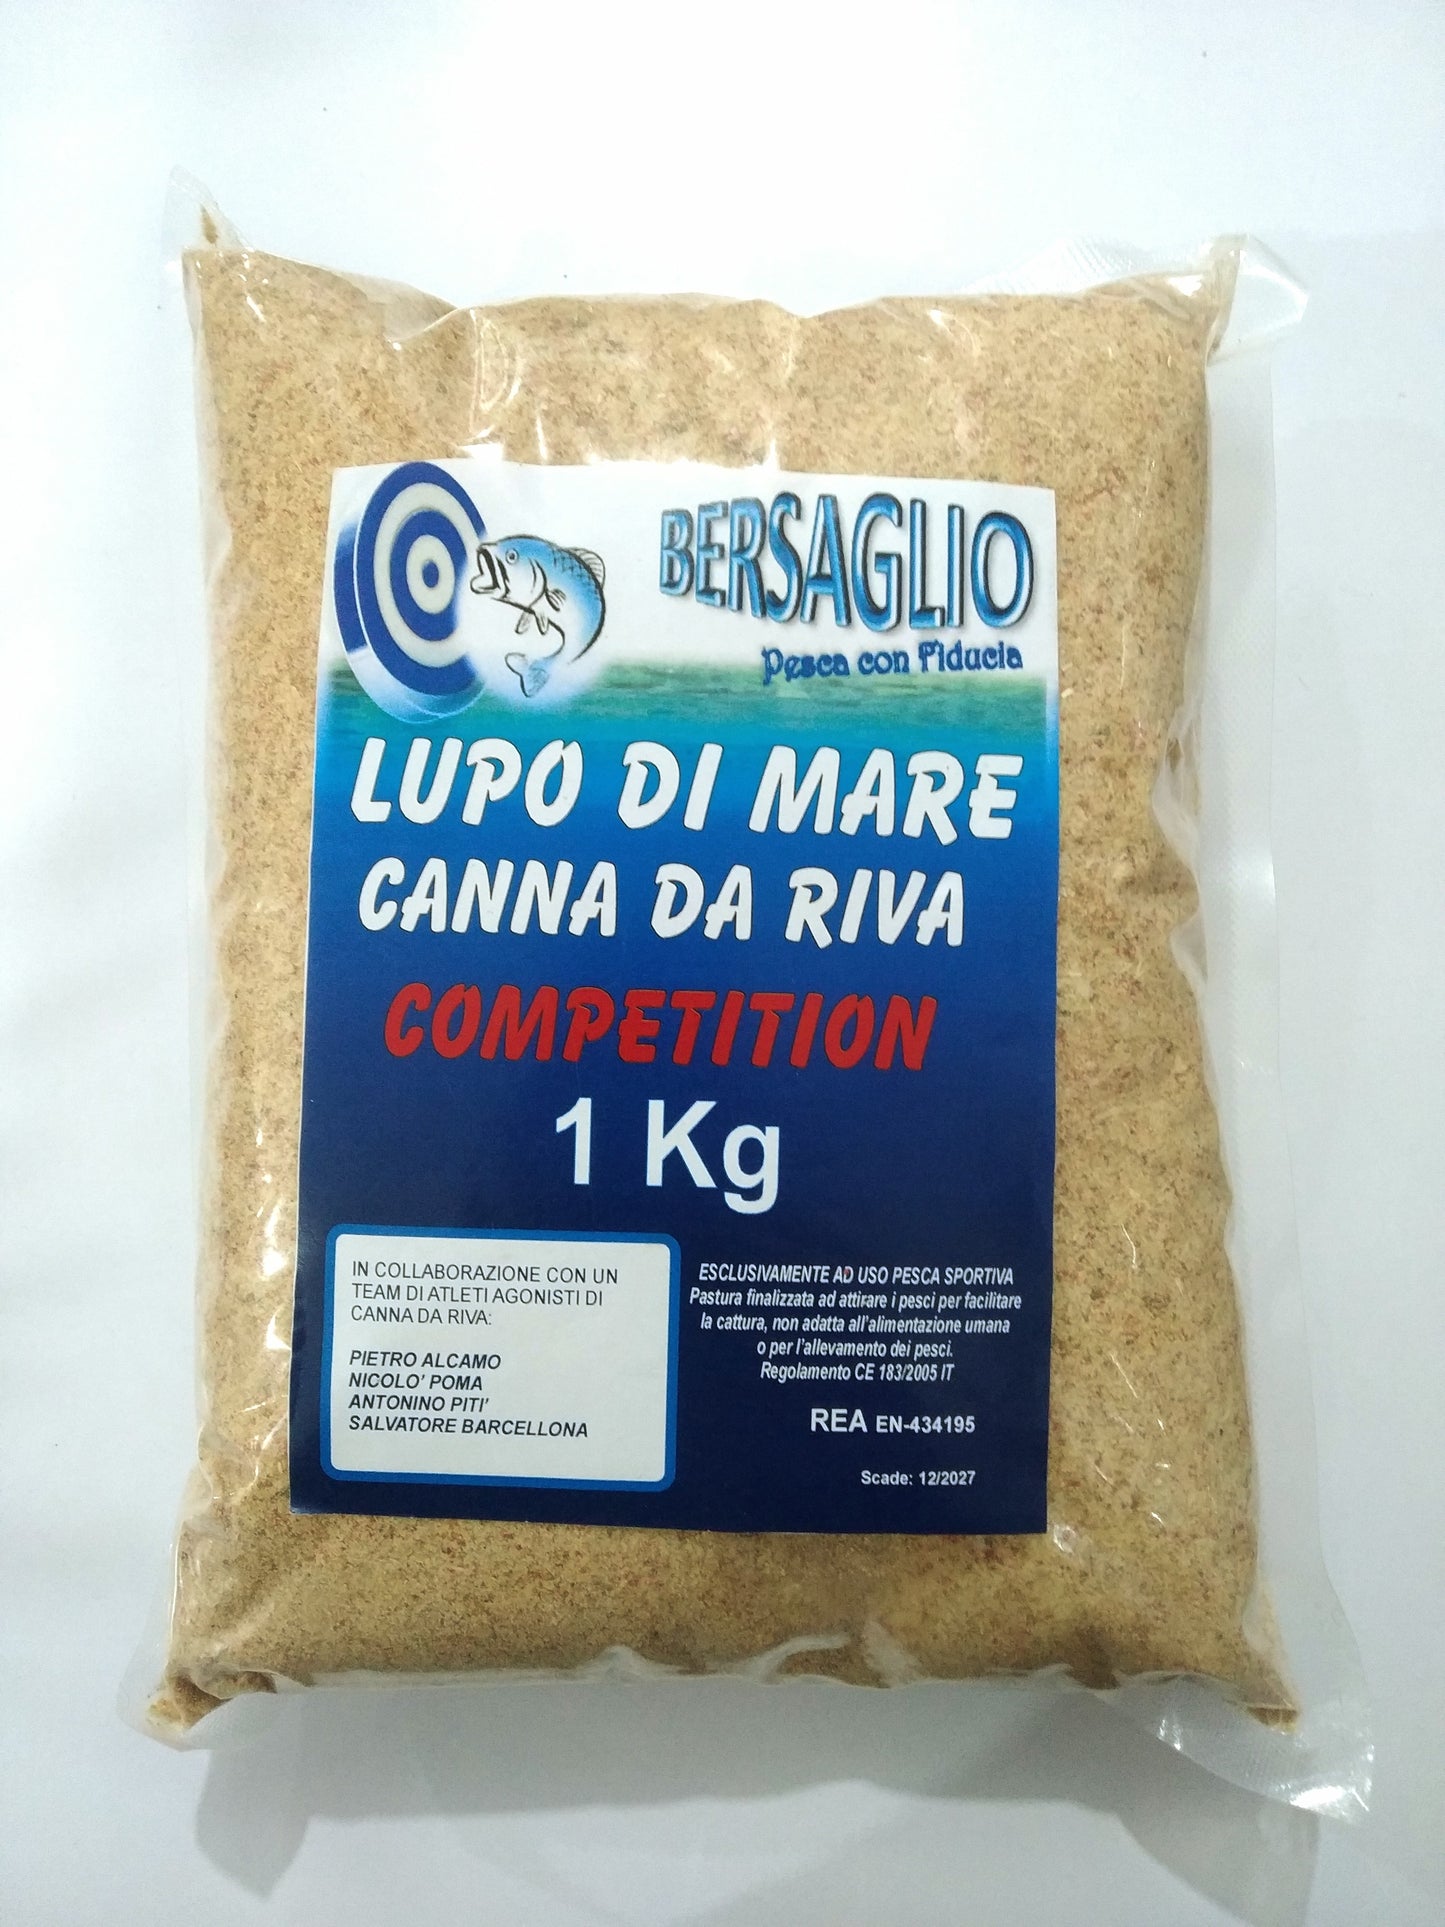 BERSAGLIO
Pesca con Fiducia
LUPO DI MARE
CANNA DA RIVA
COMPETITION
1 Kg
IN COLLABORAZIONE CON UN
TEAM DI ATLETI AGONISTI DI
CANNA DA RIVA:
PIETRO ALCAMO
NICOLO' POMA
ANTONINO PITI'
SALVATORE BARCELLONA
ESCLUSIVAMENTE AD USO PESCA SPORTIVA
Pastura finalizzata ad attirare i pesci per facilitare
la cattura, non adatta all'alimentazione umana
o per l'allevamento dei pesci.
Regolamento CE 183/2005 IT
REA EN-434195
Scade: 12/2027